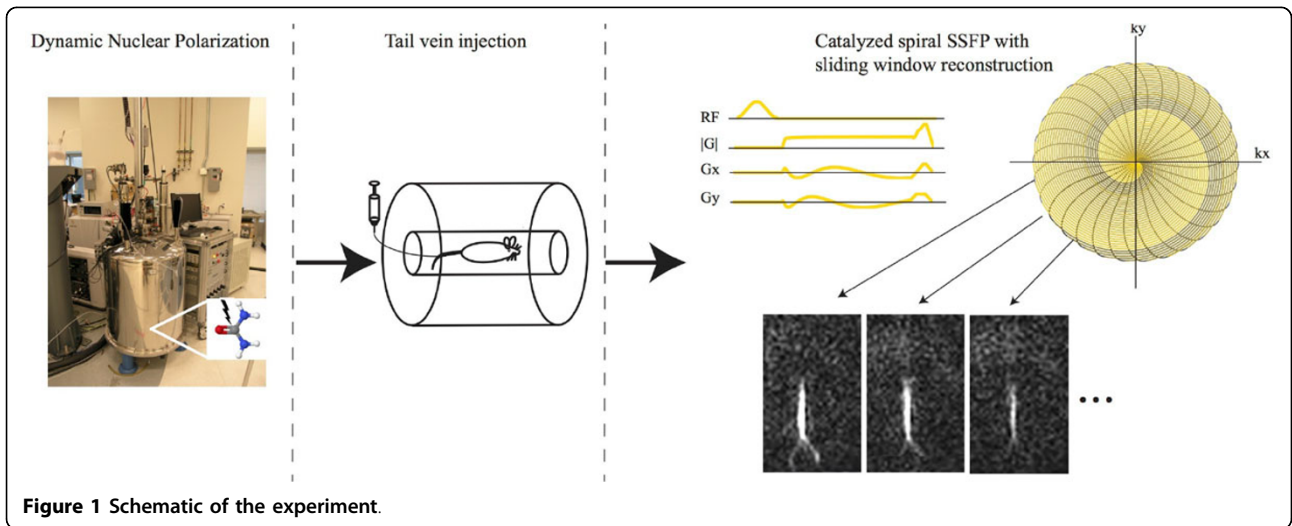 Dynamic Nuclear Polarization
Tail vein injection
Catalyzed spiral SSFP with
sliding window reconstruction
RF
|G|
Gx
Gy
ky
kx
Figure 1 Schematic of the experiment.